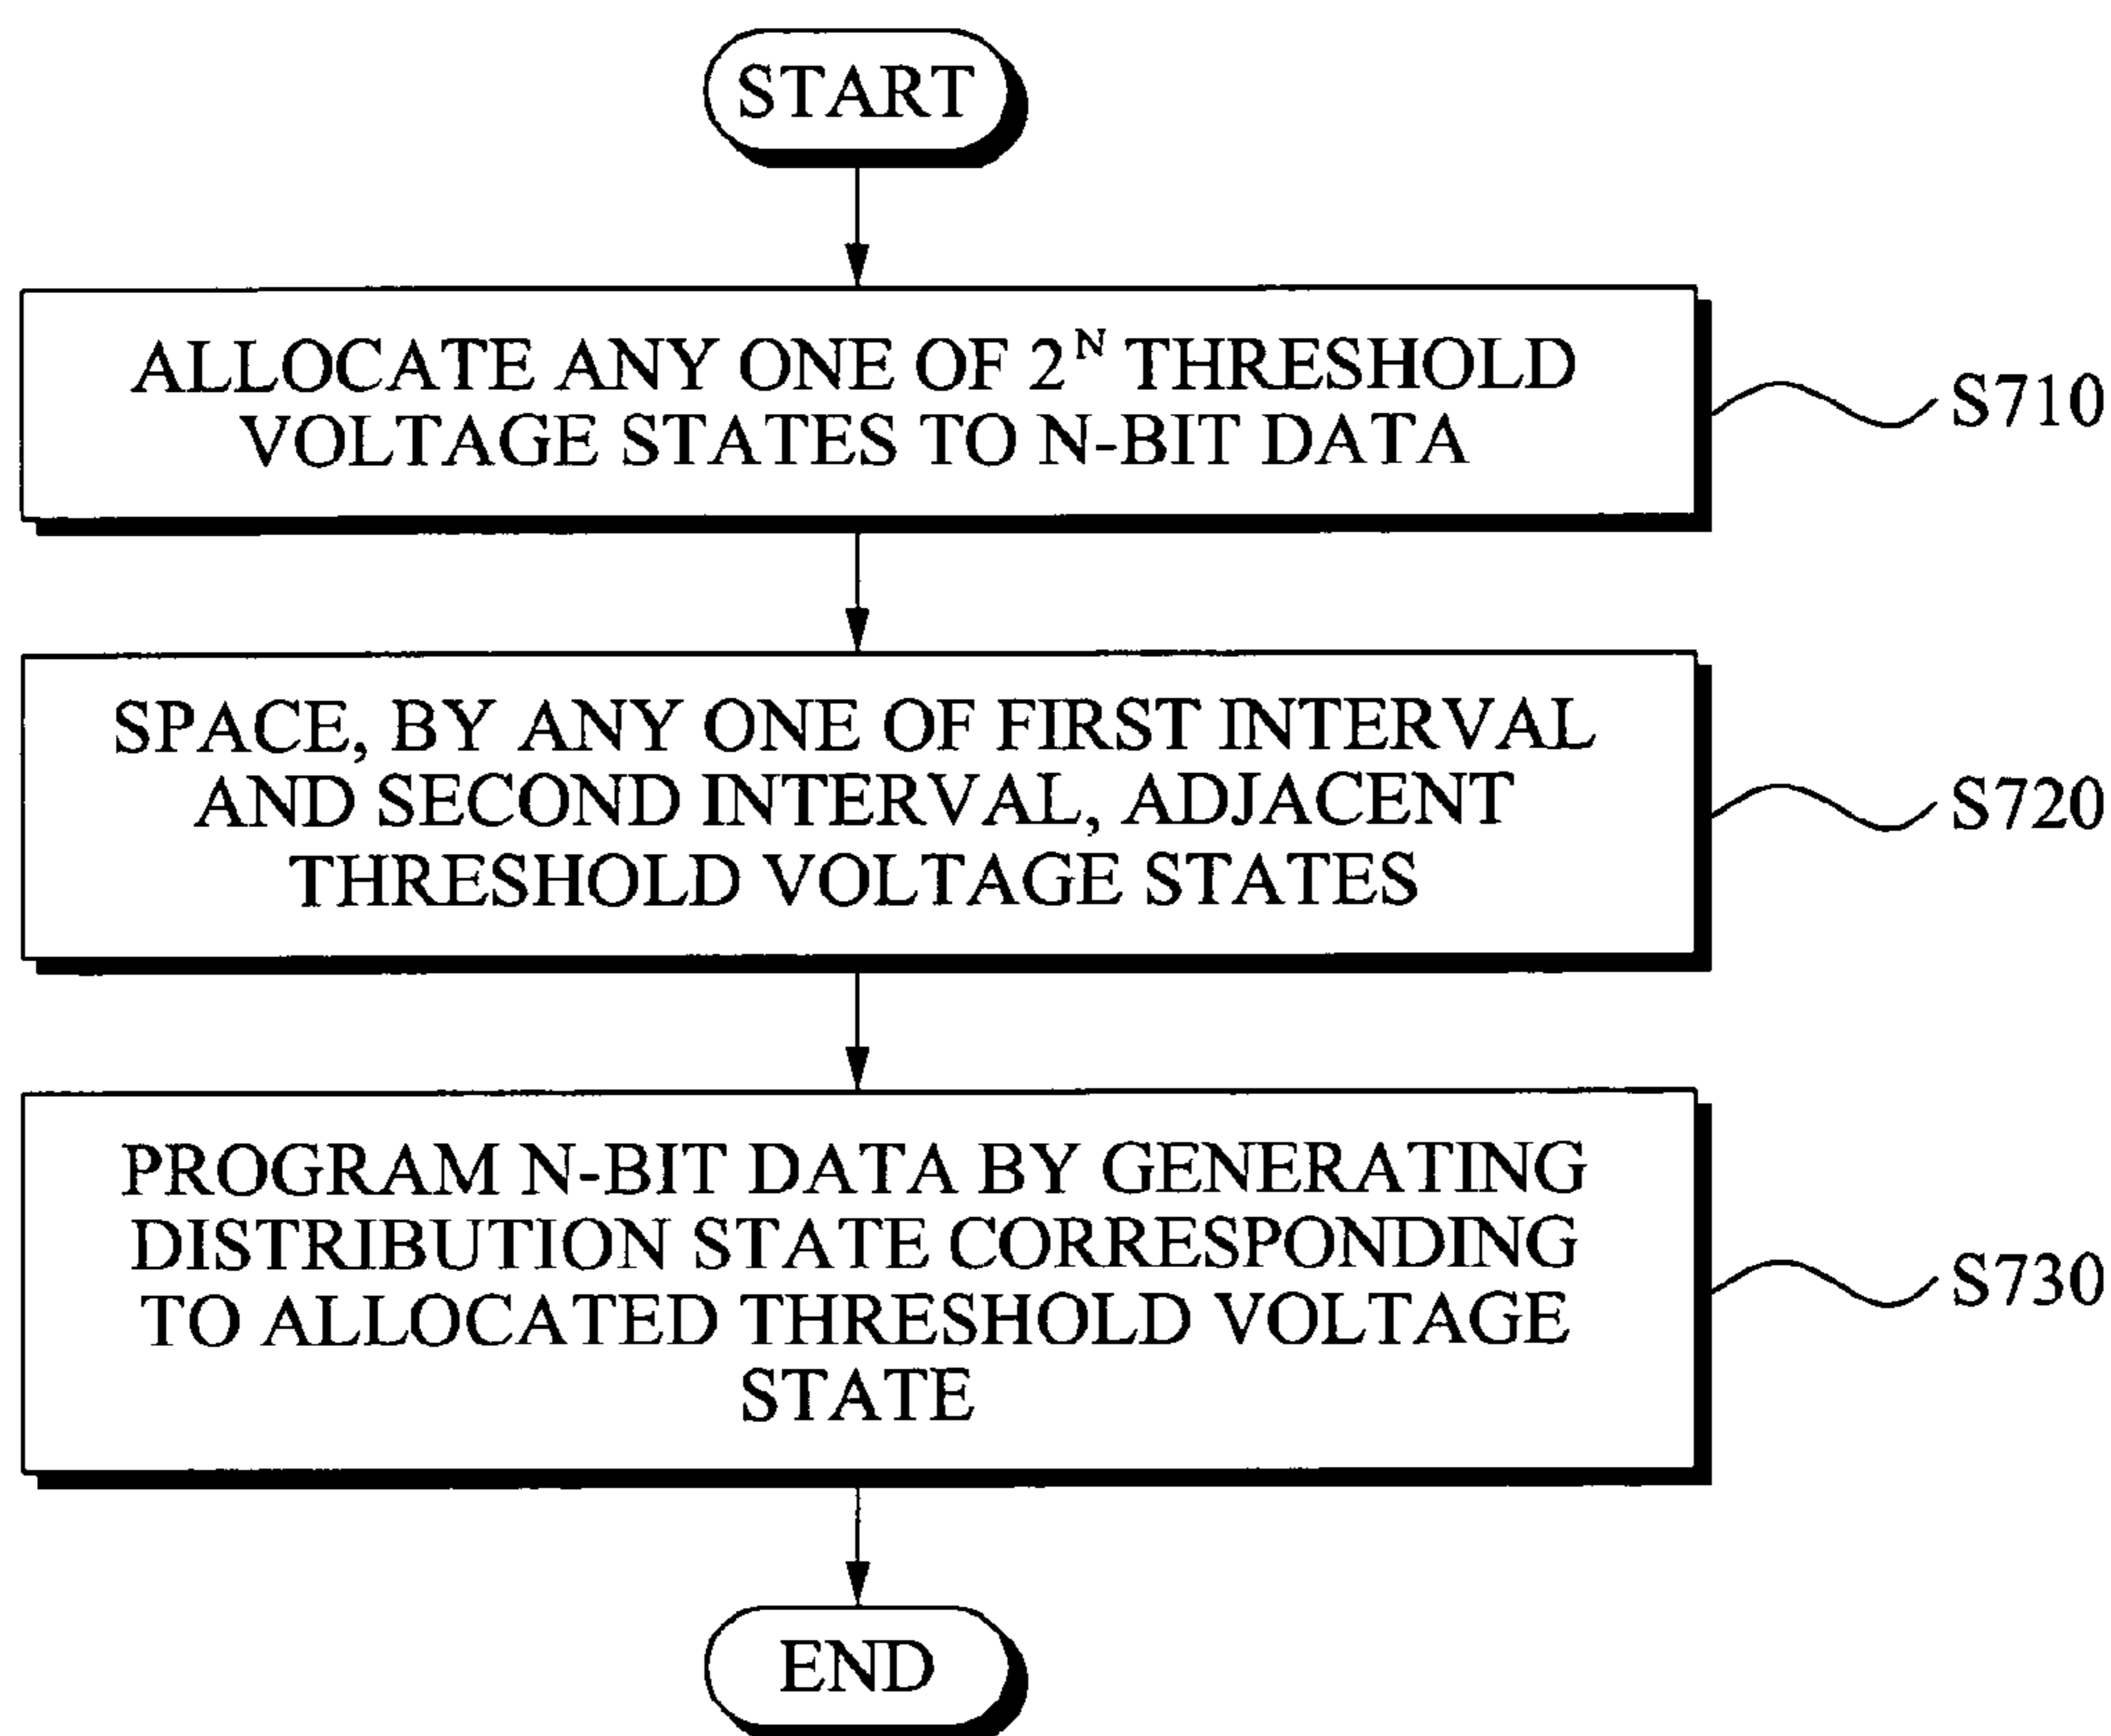 START
ALLOCATE ANY ONE OF 2^N THRESHOLD
VOLTAGE STATES TO N-BIT DATA
S710
SPACE, BY ANY ONE OF FIRST INTERVAL
AND SECOND INTERVAL, ADJACENT
THRESHOLD VOLTAGE STATES
S720
PROGRAM N-BIT DATA BY GENERATING
DISTRIBUTION STATE CORRESPONDING
TO ALLOCATED THRESHOLD VOLTAGE
STATE
S730
END